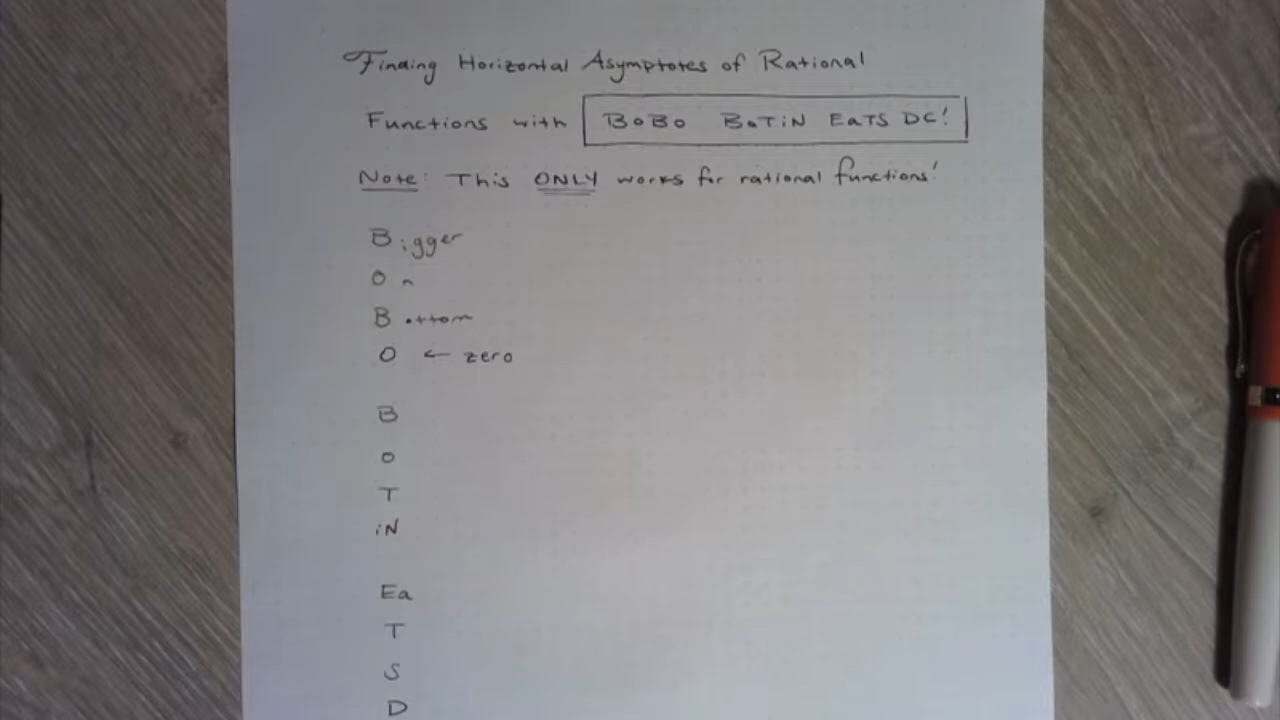 Finding Horizontal Asymptotes of Rational
Functions with BoBo BoTiN EaTS DC!
Note: This ONLY works for rational functions!
Bigger
On
Bottom
0 ← zero
B
O
T
iN
Ea
T
S
D